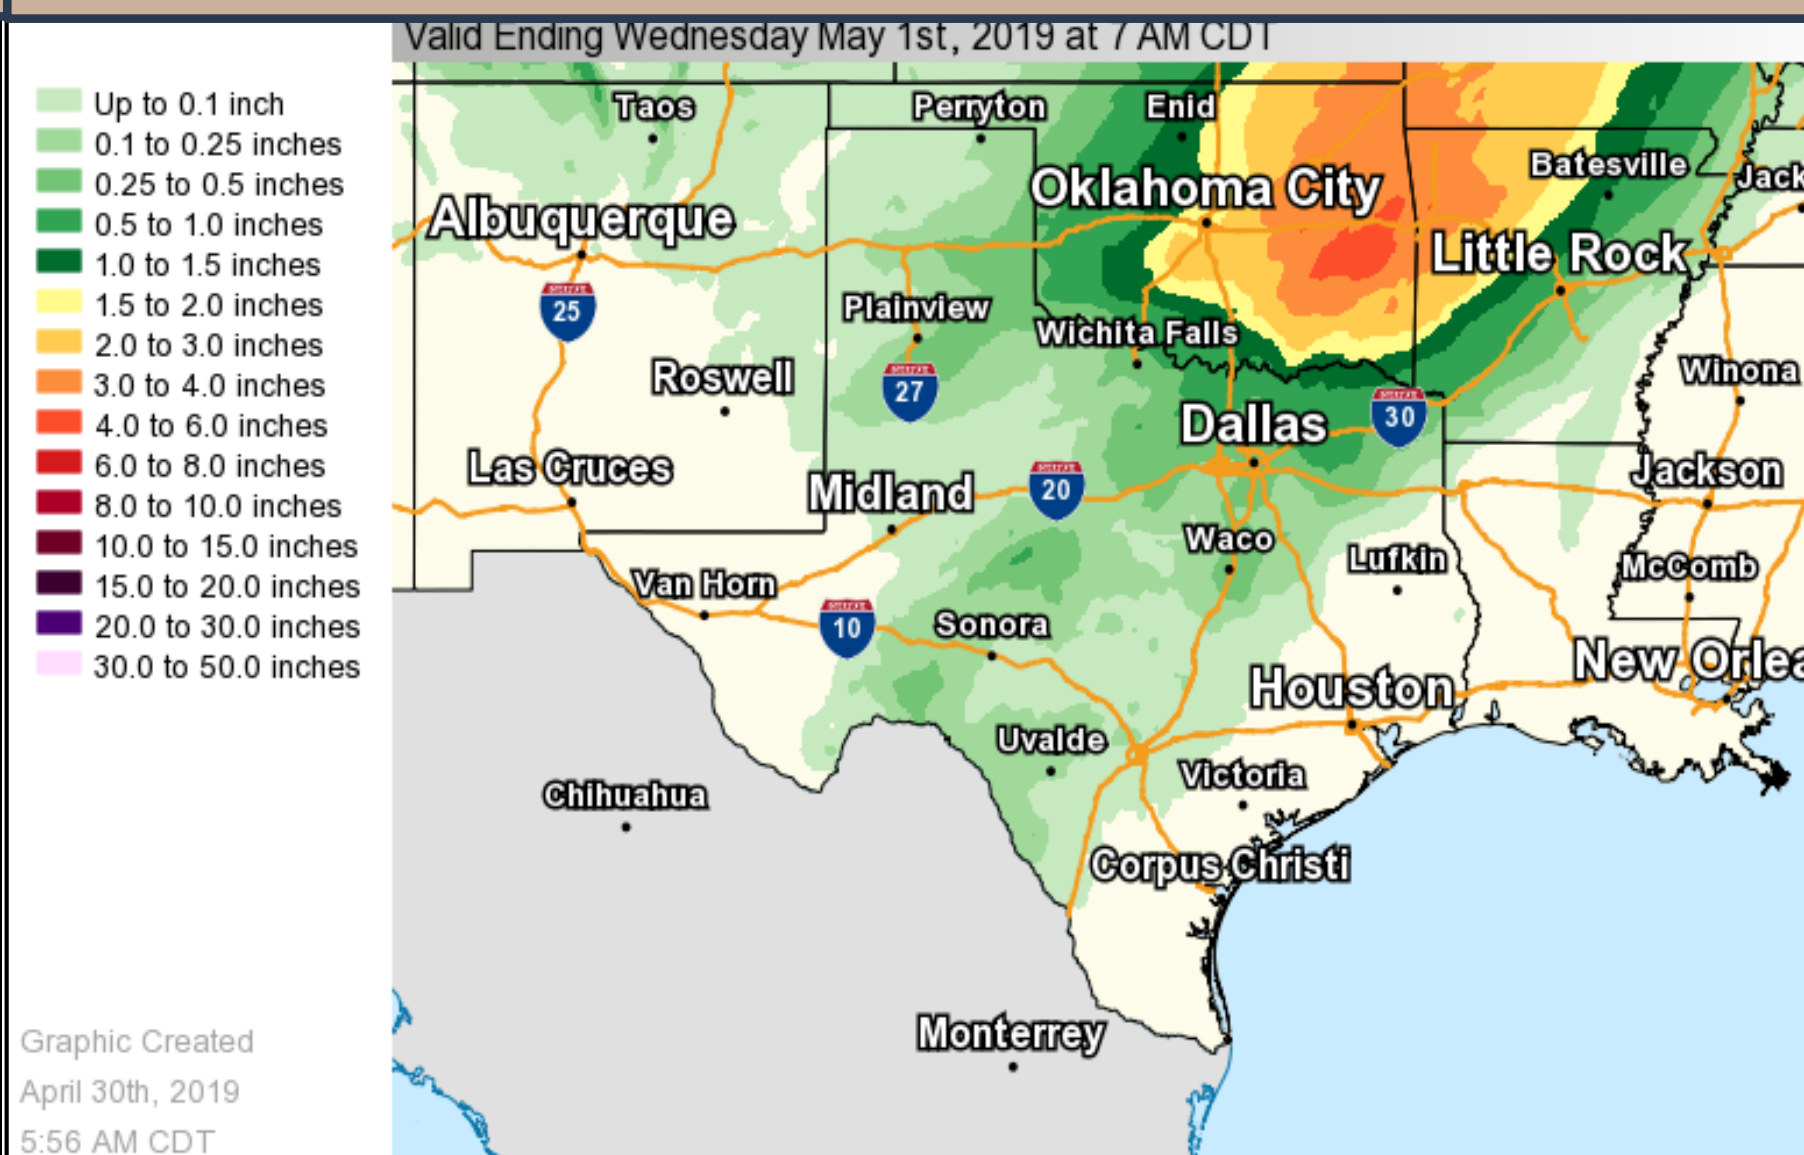 Valid Ending Wednesday May 1st, 2019 at 7 AM CDT
Up to 0.1 inch
0.1 to 0.25 inches
0.25 to 0.5 inches
0.5 to 1.0 inches
1.0 to 1.5 inches
1.5 to 2.0 inches
2.0 to 3.0 inches
3.0 to 4.0 inches
4.0 to 6.0 inches
6.0 to 8.0 inches
8.0 to 10.0 inches
10.0 to 15.0 inches
15.0 to 20.0 inches
20.0 to 30.0 inches
30.0 to 50.0 inches
Graphic Created
April 30th, 2019
5:56 AM CDT
Taos
Perryton
Enid
Batesville
Jack
Oklahoma City
Albuquerque
Little Rock
25
Plainview
Wichita Falls
Roswell
27
Winona
30
Dallas
Las Cruces
Midland
20
Jackson
Waco
Lufkin
McComb
Van Horn
10
Sonora
New Orlea
Houston
Uvalde
Victoria
Chihuahua
Corpus Christi
Monterrey